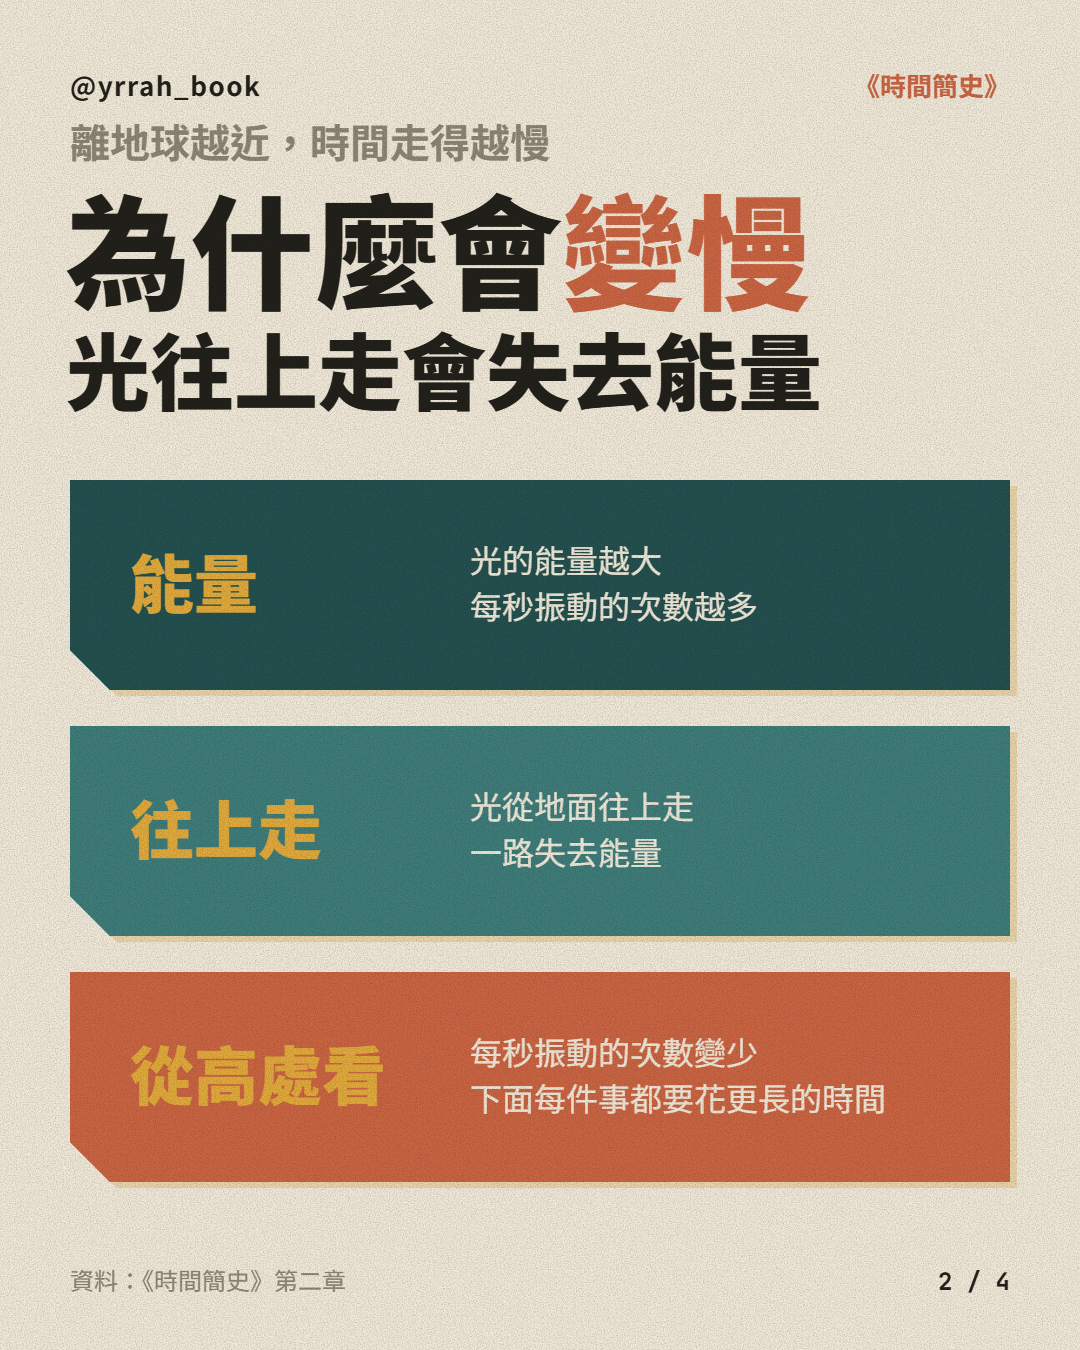 @yrrah_book
《時間簡史》
離地球越近，時間走得越慢
為什麼會變慢
光往上走會失去能量
能量
光的能量越大
每秒振動的次數越多
往上走
光從地面往上走
一路失去能量
從高處看
每秒振動的次數變少
下面每件事都要花更長的時間
資料：《時間簡史》第二章
2 / 4